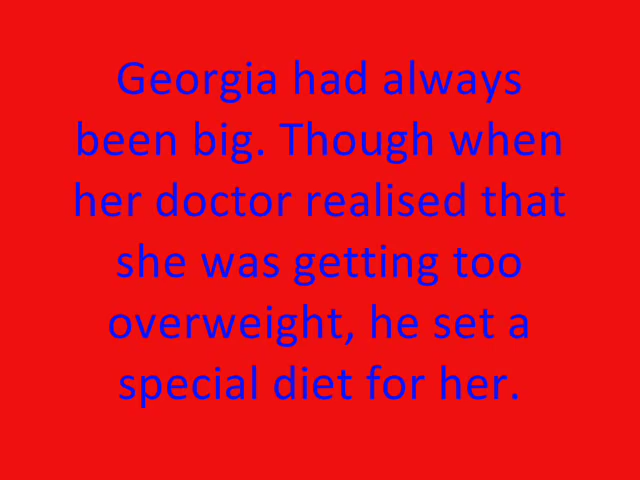 Georgia had always
been big. Though when
her doctor realised that
she was getting too
overweight, he set a
special diet for her.